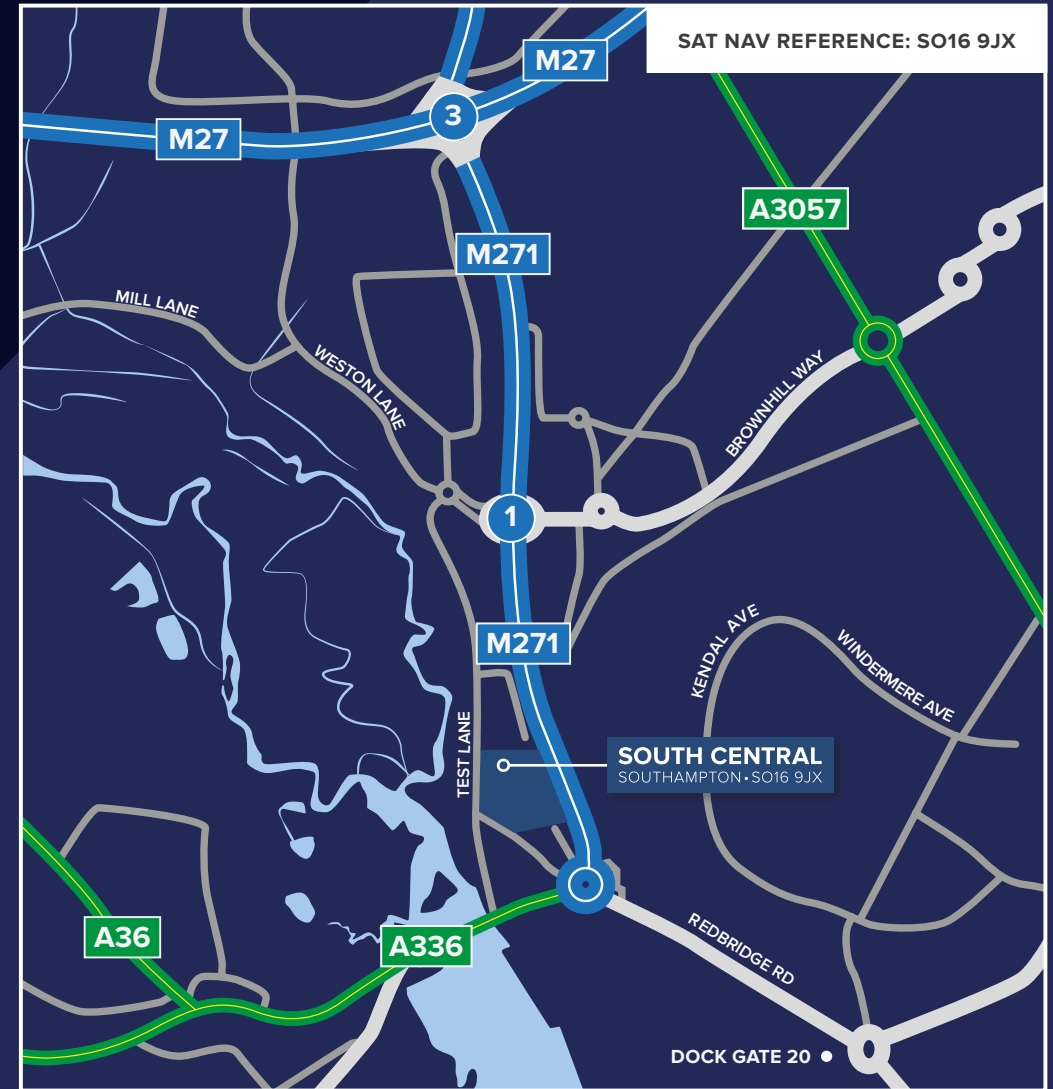 SAT NAV REFERENCE: SO16 9JX
M27
3
M27
A3057
M271
MILL LANE
WESTON LANE
BROWNHILL WAY
1
KENDAL AVE
M271
WINDERMERE AVE
TEST LANE
SOUTH CENTRAL
SOUTHAMPTON•SO16 9JX
A36
A336
REDBRIDGE RD
DOCK GATE 20